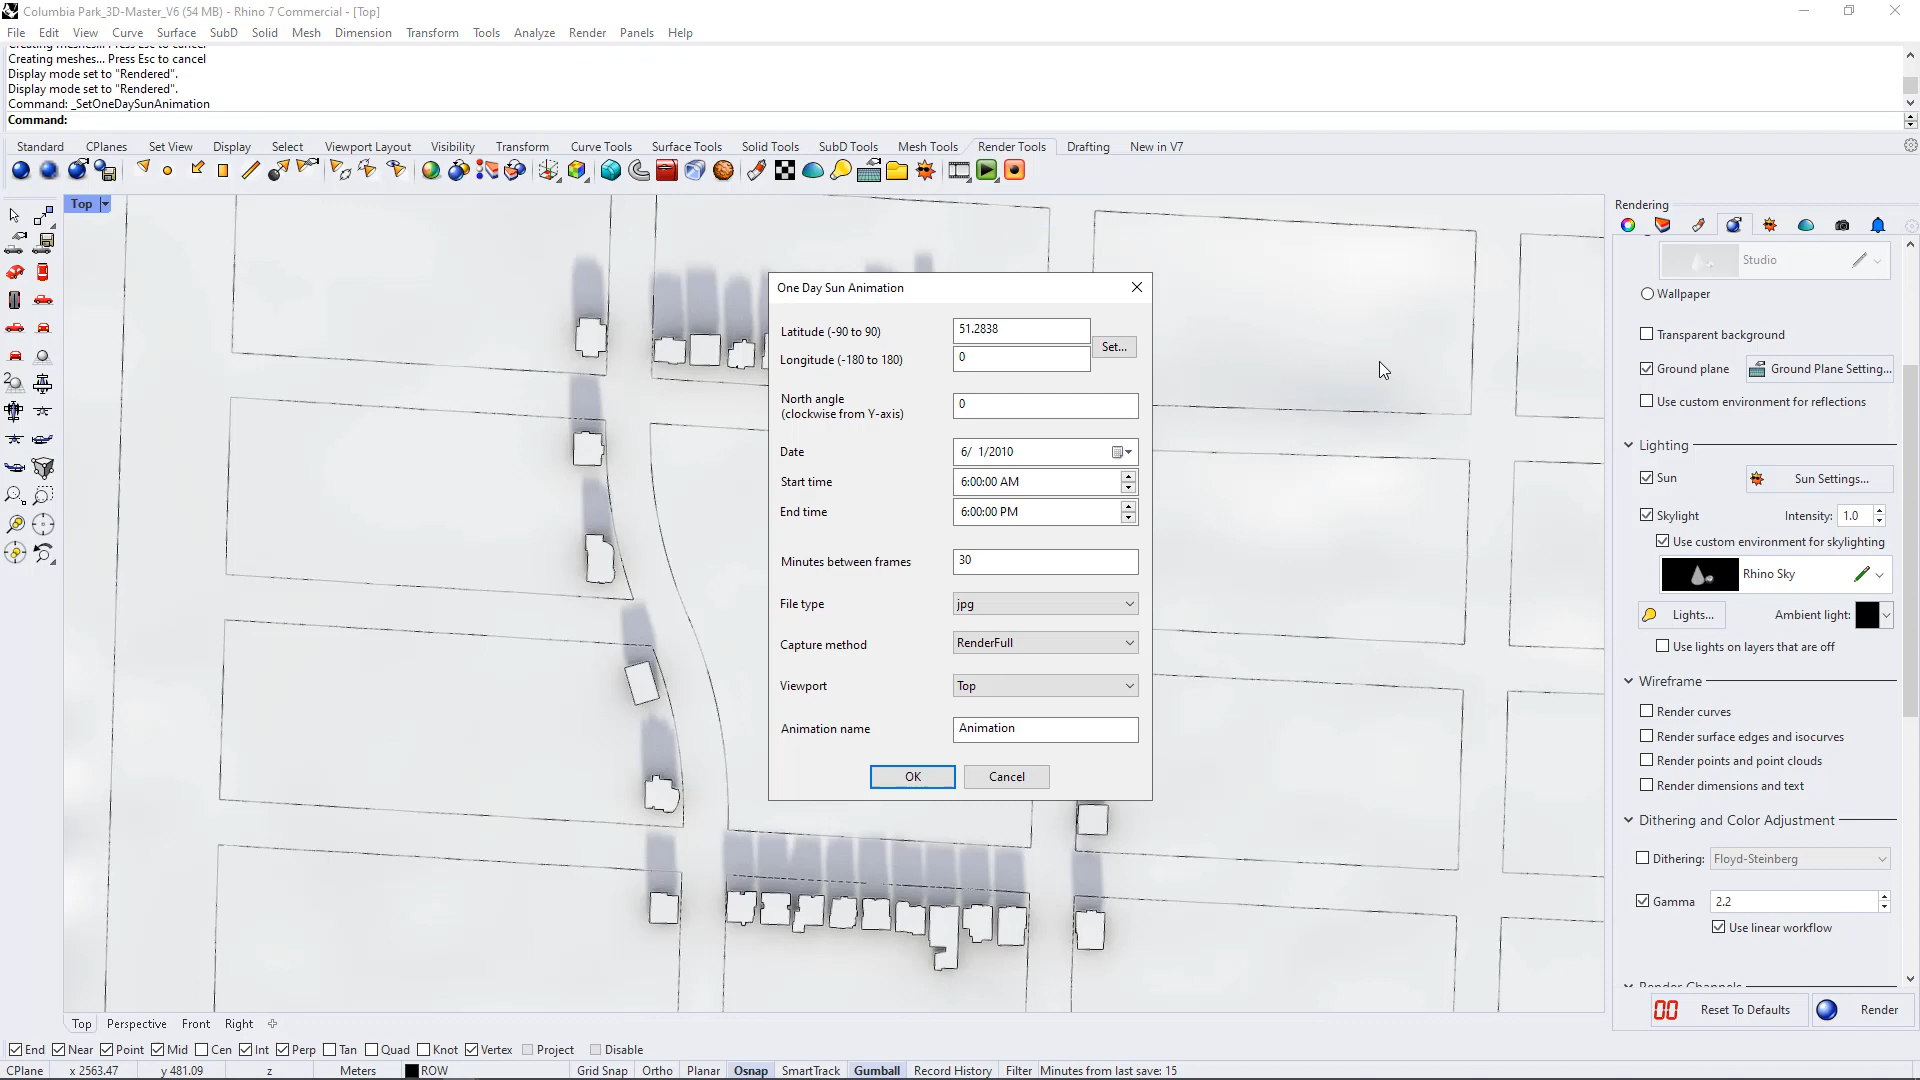 Columbia Park_3D-Master_V6 (54 MB) - Rhino 7 Commercial - [Top]
File Edit View Curve Surface SubD Solid Mesh Dimension Transform Tools Analyze Render Panels Help
Creating meshes... Press Esc to cancel
Creating meshes... Press Esc to cancel
Display mode set to "Rendered".
Display mode set to "Rendered".
Command: _SetOneDaySunAnimation
Command:
Standard CPlanes Set View Display Select Viewport Layout Visibility Transform Curve Tools Surface Tools Solid Tools SubD Tools Mesh Tools Render Tools Drafting New in V7
Top
One Day Sun Animation
Latitude (-90 to 90) 51.2838
Longitude (-180 to 180) 0
Set...
North angle
(clockwise from Y-axis) 0
Date 6/ 1/2010
Start time 6:00:00 AM
End time 6:00:00 PM
Minutes between frames 30
File type jpg
Capture method RenderFull
Viewport Top
Animation name Animation
OK Cancel
Rendering
Studio
Wallpaper
Transparent background
Ground plane Ground Plane Setting...
Use custom environment for reflections
Lighting
Sun Sun Settings...
Skylight Intensity: 1.0
Use custom environment for skylighting
Rhino Sky
Lights... Ambient light:
Use lights on layers that are off
Wireframe
Render curves
Render surface edges and isocurves
Render points and point clouds
Render dimensions and text
Dithering and Color Adjustment
Dithering: Floyd-Steinberg
Gamma 2.2
Use linear workflow
Render Channels
Reset To Defaults Render
Top Perspective Front Right
End Near Point Mid Cen Int Perp Tan Quad Knot Vertex Project Disable
CPlane x 2563.47 y 481.09 z Meters ROW Grid Snap Ortho Planar Osnap SmartTrack Gumball Record History Filter Minutes from last save: 15